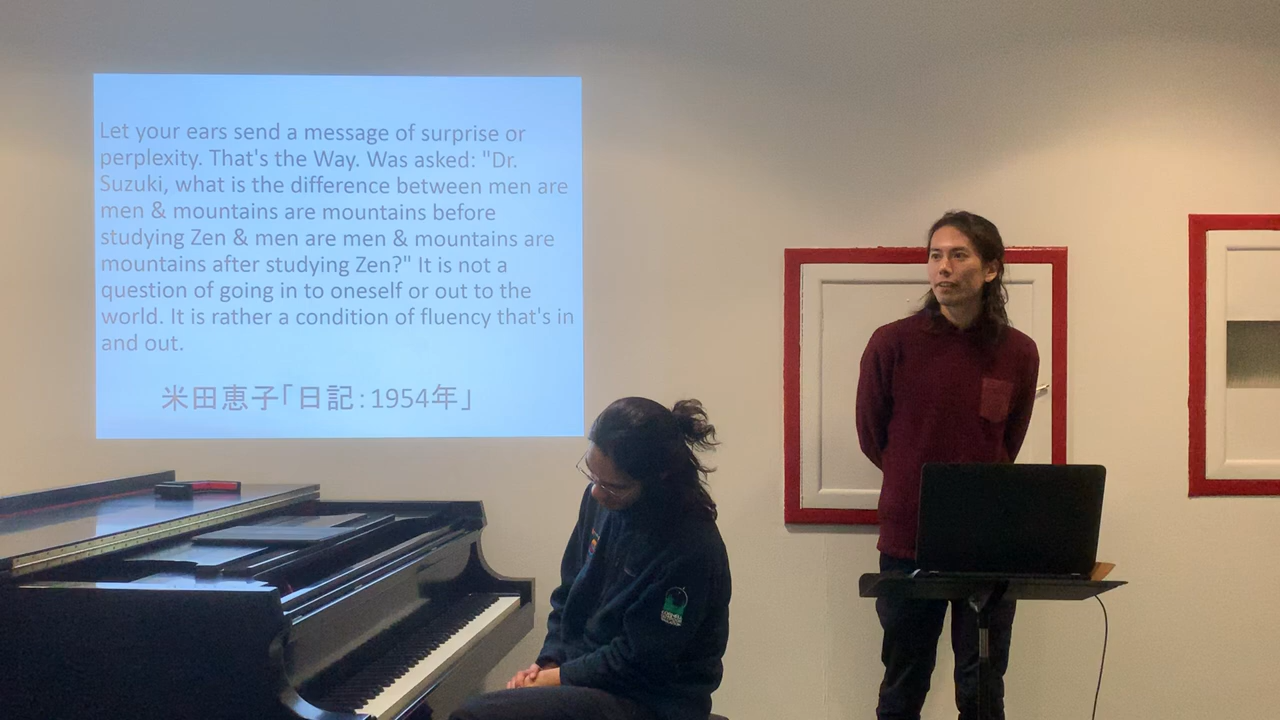 Let your ears send a message of surprise or
perplexity. That's the Way. Was asked: "Dr.
Suzuki, what is the difference between men are
men & mountains are mountains before
studying Zen & men are men & mountains are
mountains after studying Zen?" It is not a
question of going in to oneself or out to the
world. It is rather a condition of fluency that's in
and out.
米田恵子「日記：1954年」